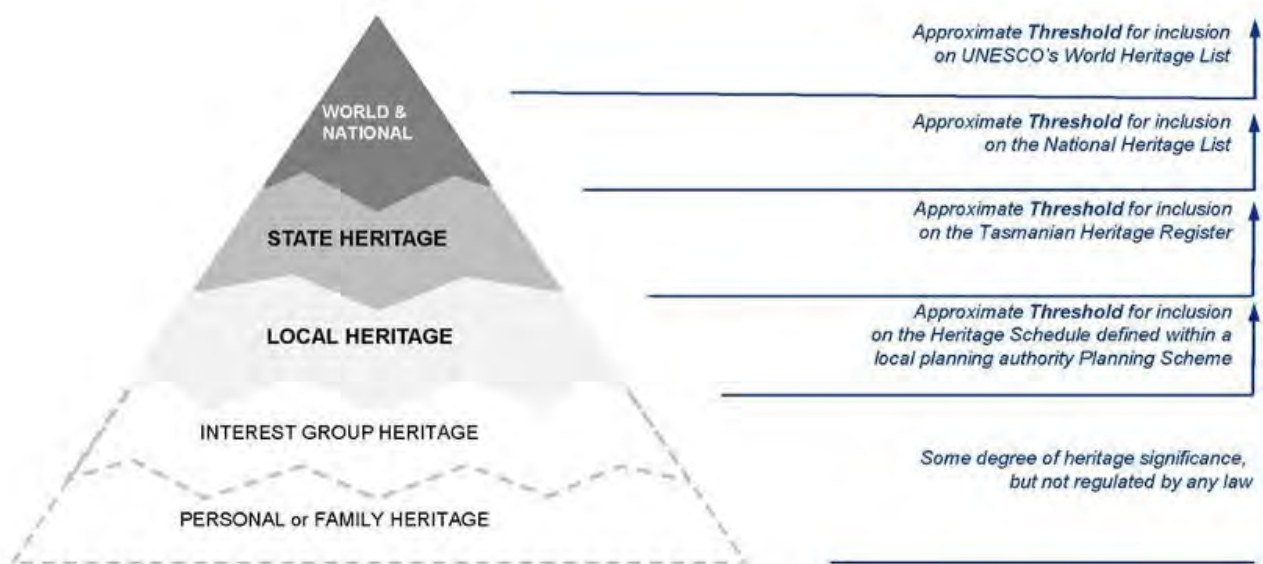 Approximate Threshold for inclusion
on UNESCO's World Heritage List
WORLD &
NATIONAL
Approximate Threshold for inclusion
on the National Heritage List
Approximate Threshold for inclusion
on the Tasmanian Heritage Register
STATE HERITAGE
Approximate Threshold for inclusion
on the Heritage Schedule defined within a
local planning authority Planning Scheme
LOCAL HERITAGE
INTEREST GROUP HERITAGE
Some degree of heritage significance,
but not regulated by any law
PERSONAL or FAMILY HERITAGE